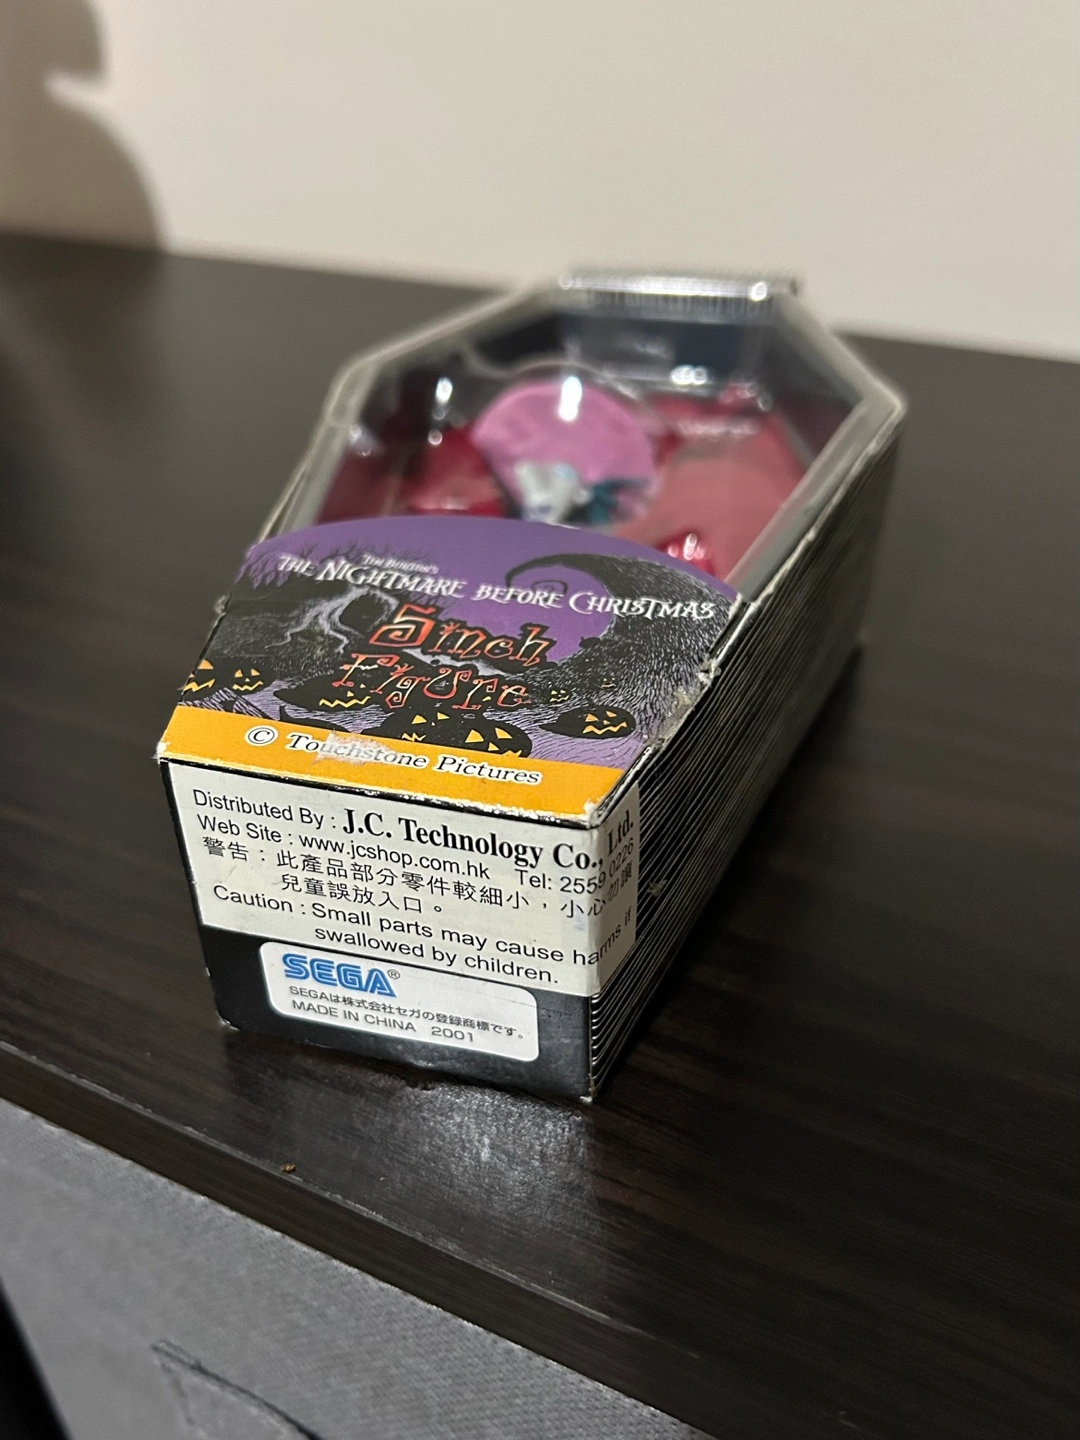 TIM BURTON'S
THE NIGHTMARE BEFORE CHRISTMAS
5inch
Figure
© Touchstone Pictures
Distributed By : J.C. Technology Co., Ltd.
Web Site : www.jcshop.com.hk Tel: 2559 0226
警告：此產品部分零件較細小，小心勿讓
兒童誤放入口。
Caution : Small parts may cause harms if
swallowed by children.
SEGA®
SEGAは株式会社セガの登録商標です。
MADE IN CHINA 2001